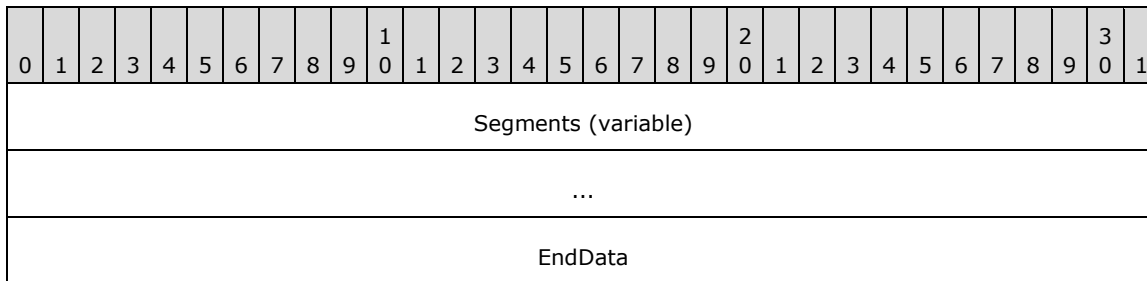 1 2 3
0 1 2 3 4 5 6 7 8 9 0 1 2 3 4 5 6 7 8 9 0 1 2 3 4 5 6 7 8 9 0 1
Segments (variable)
...
EndData